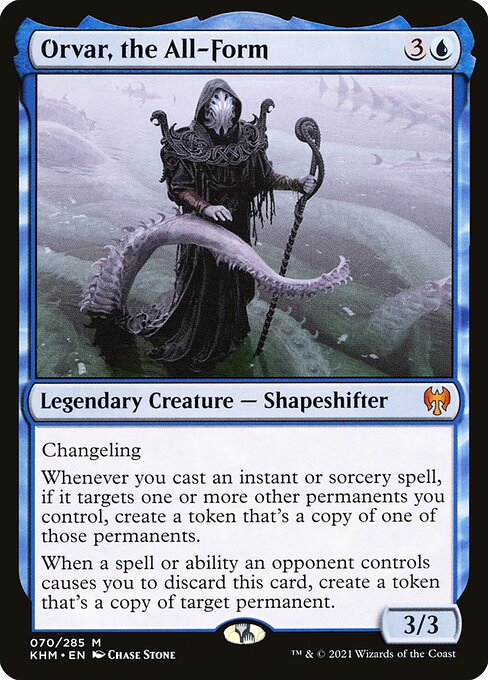 Orvar, the All-Form 3
Legendary Creature — Shapeshifter
Changeling
Whenever you cast an instant or sorcery spell,
if it targets one or more other permanents you
control, create a token that's a copy of one of
those permanents.
When a spell or ability an opponent controls
causes you to discard this card, create a token
that's a copy of target permanent.
3/3
070/285 M
KHM • EN Chase Stone
™ & © 2021 Wizards of the Coast